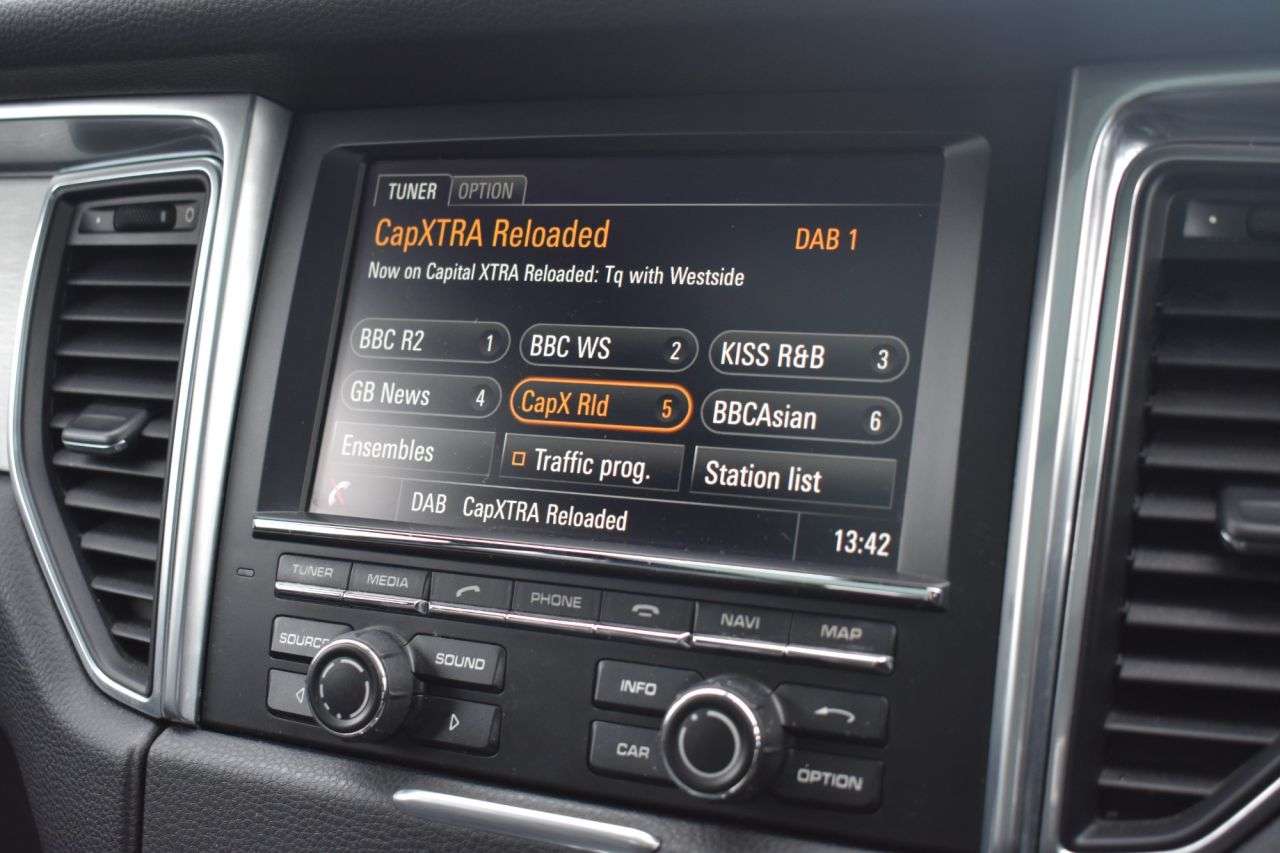 TUNER OPTION
CapXTRA Reloaded DAB 1
Now on Capital XTRA Reloaded: Tq with Westside
BBC R2 1 BBC WS 2 KISS R&B 3
GB News 4 CapX Rld 5 BBCAsian 6
Ensembles Traffic prog. Station list
DAB CapXTRA Reloaded 13:42
TUNER MEDIA PHONE NAVI MAP
SOURCE SOUND INFO
CAR OPTION